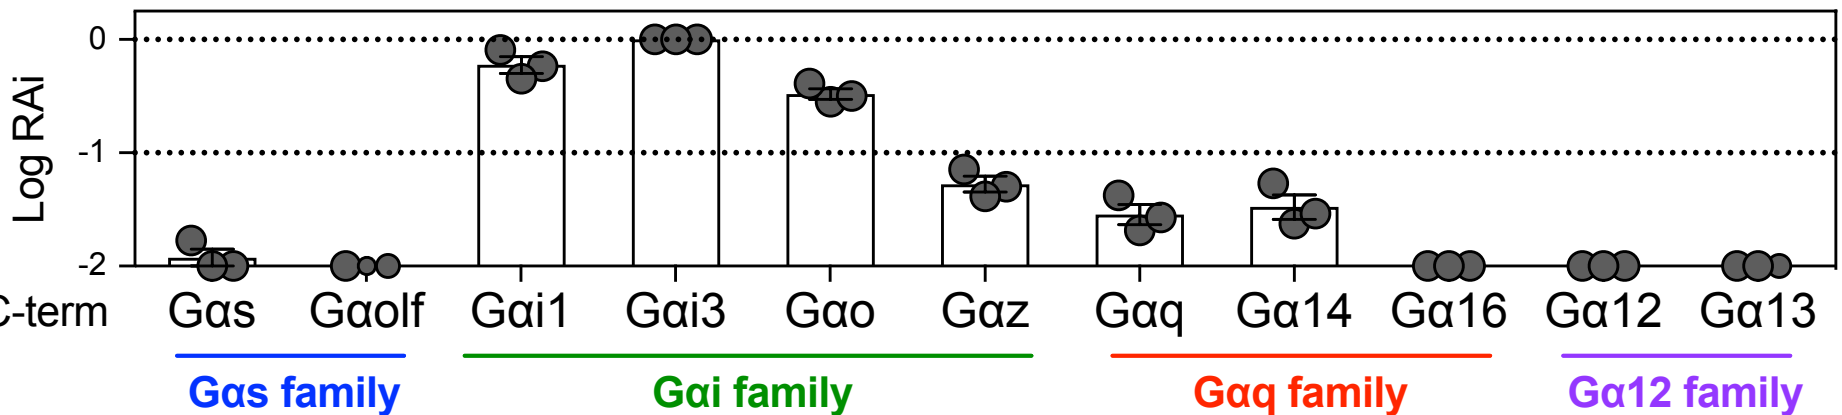 Log RAi
0
-1
-2
C-term Gαs Gαolf Gαi1 Gαi3 Gαo Gαz Gαq Gα14 Gα16 Gα12 Gα13
Gαs family Gαi family Gαq family Gα12 family